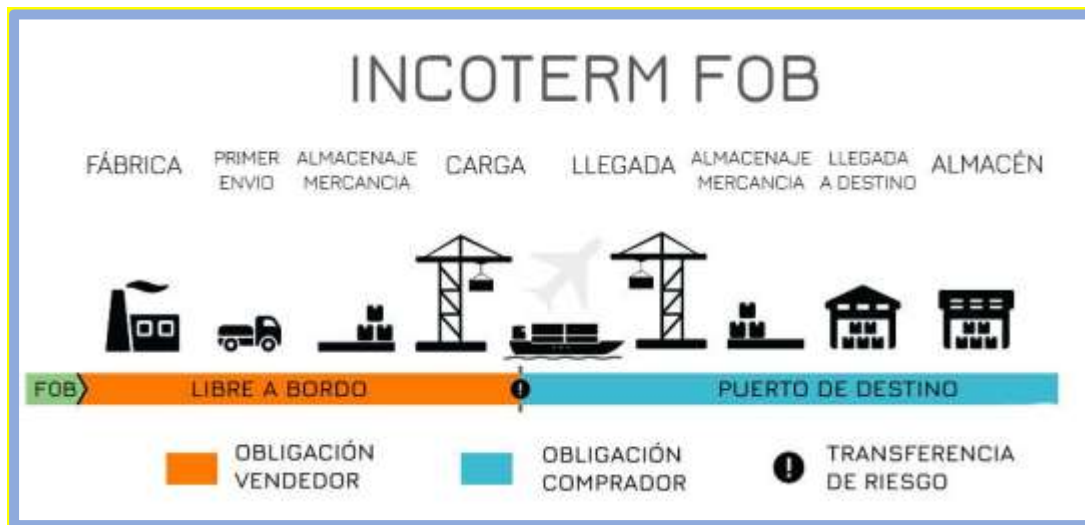 INCOTERM FOB
FÁBRICA
PRIMER
ENVIO
ALMACENAJE
MERCANCIA
CARGA
LLEGADA
ALMACENAJE
MERCANCIA
LLEGADA
A DESTINO
ALMACÉN
FOB
LIBRE A BORDO
PUERTO DE DESTINO
OBLIGACIÓN
VENDEDOR
OBLIGACIÓN
COMPRADOR
TRANSFERENCIA
DE RIESGO